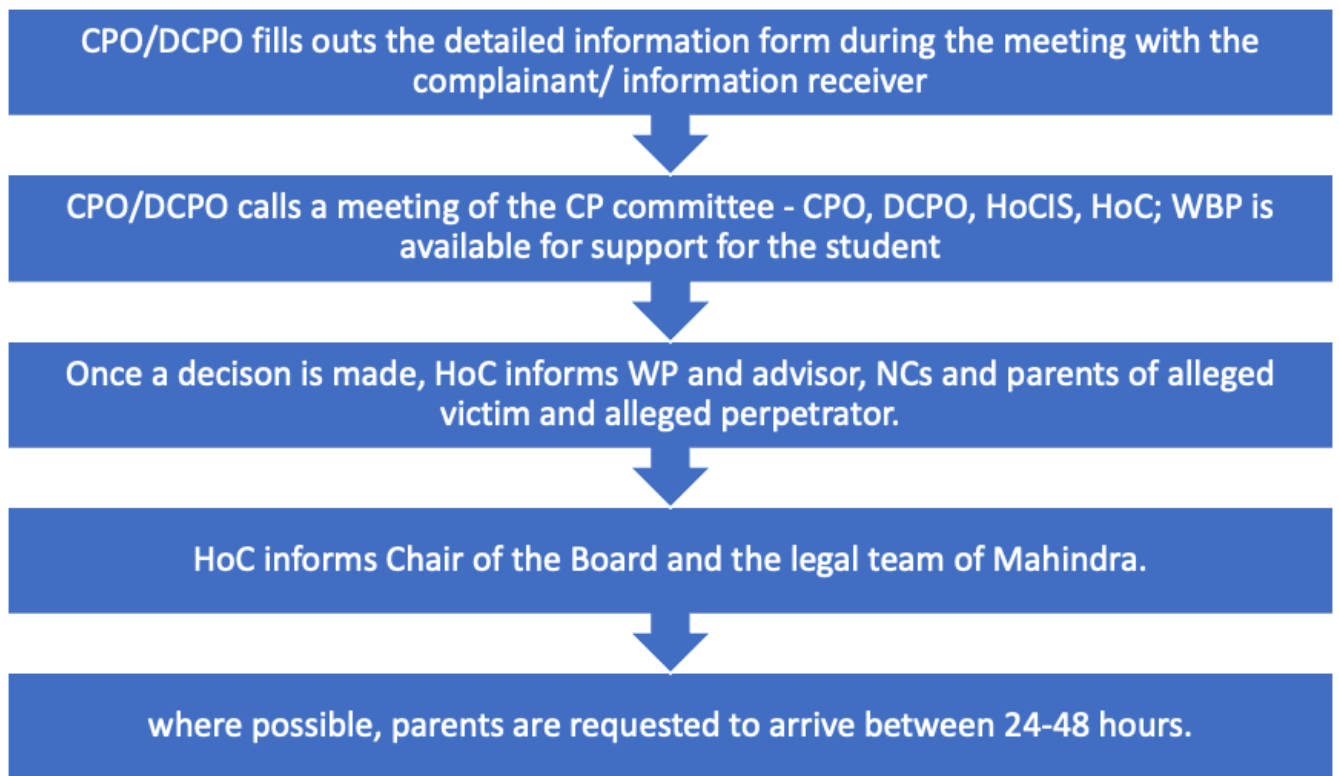 CPO/DCPO fills outs the detailed information form during the meeting with the
complainant/ information receiver
CPO/DCPO calls a meeting of the CP committee - CPO, DCPO, HoCIS, HoC; WBP is
available for support for the student
Once a decison is made, HoC informs WP and advisor, NCs and parents of alleged
victim and alleged perpetrator.
HoC informs Chair of the Board and the legal team of Mahindra.
where possible, parents are requested to arrive between 24-48 hours.